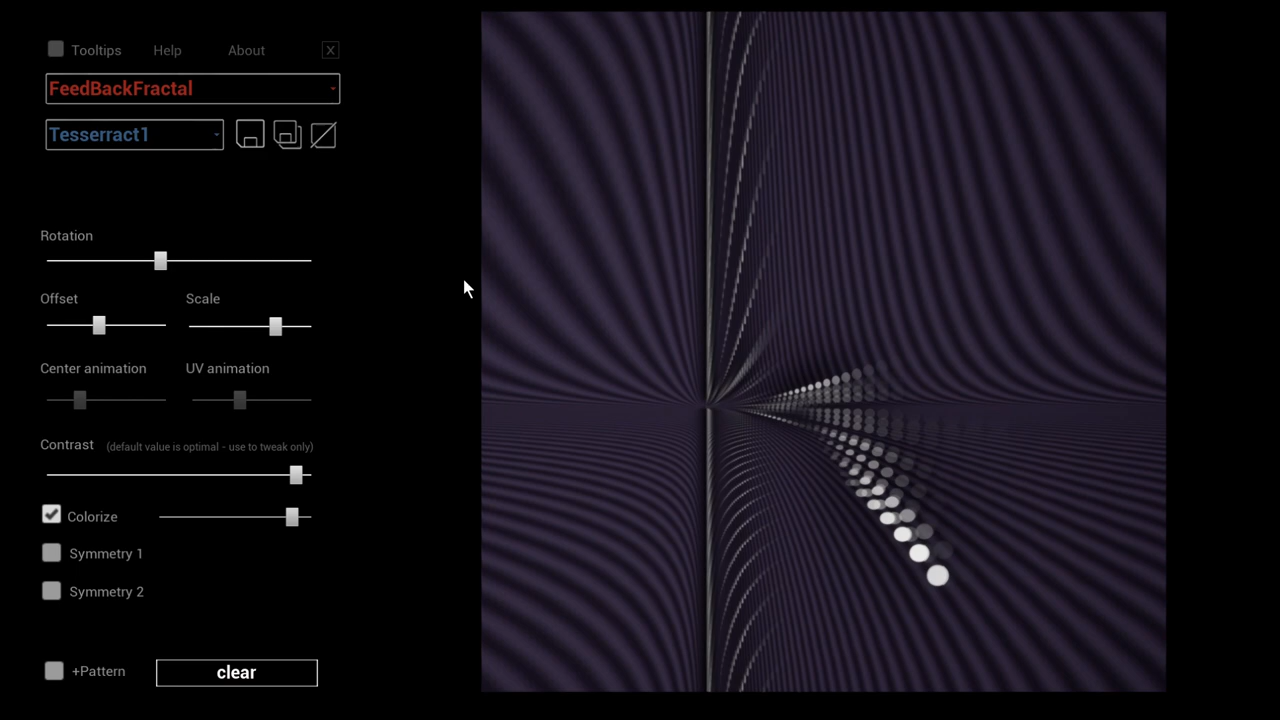 Tooltips Help About X
FeedBackFractal
Tesserract1
Rotation
Offset Scale
Center animation UV animation
Contrast (default value is optimal - use to tweak only)
Colorize
Symmetry 1
Symmetry 2
+Pattern clear